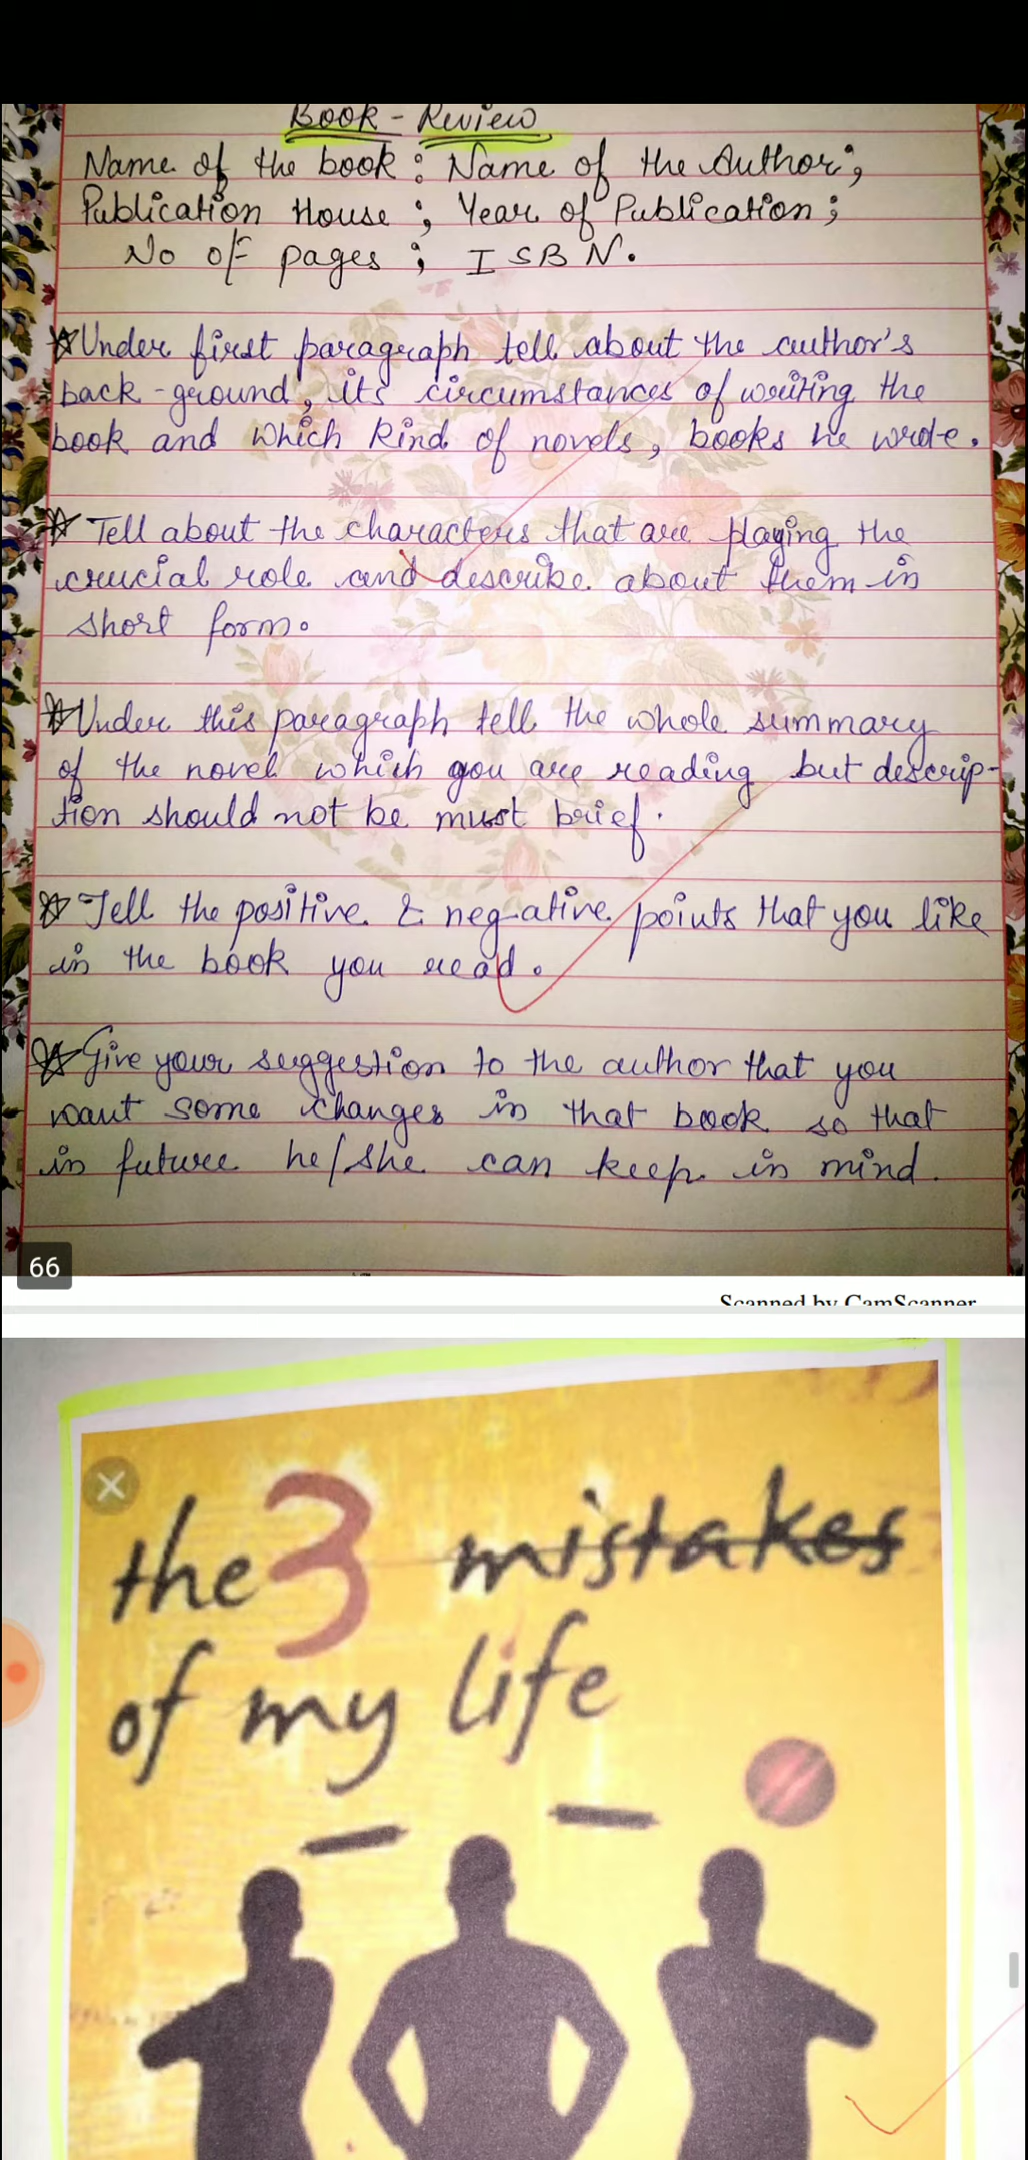 Book - Review
Name of the book : Name of the Author ;
Publication House ; Year of Publication ;
No of pages ; ISBN.
Under first paragraph tell about the author's
back-ground, its circumstances of writing the
book and which kind of novels, books he wrote.
Tell about the characters that are playing the
crucial role and describe about them in
short form.
Under this paragraph tell the whole summary
of the novel which you are reading but descrip-
tion should not be must brief.
Tell the positive & negative points that you like
in the book you read.
Give your suggestion to the author that you
want some changes in that book so that
in future he/she can keep in mind.
66
Scanned by CamScanner
the 3 mistakes
of my life